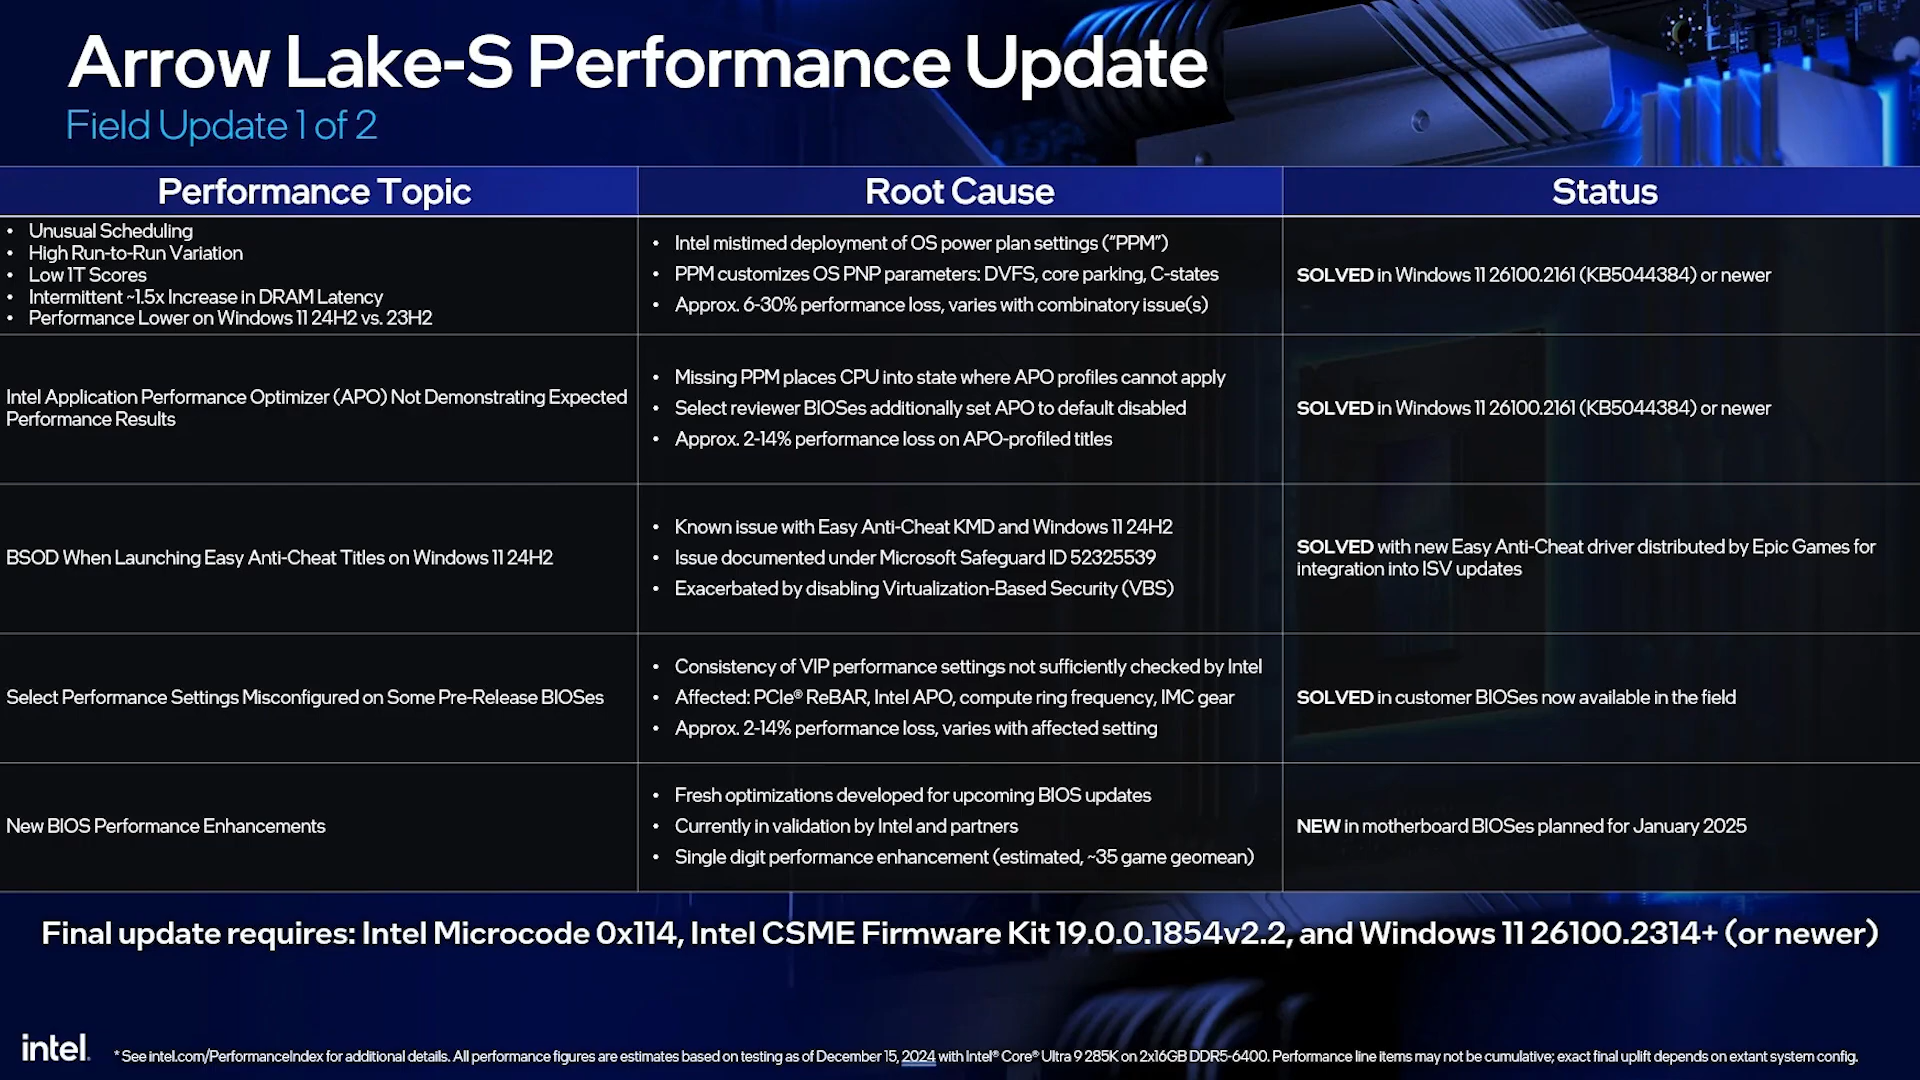 Arrow Lake-S Performance Update
Field Update 1 of 2
Performance Topic
Root Cause
Status
• Unusual Scheduling
• High Run-to-Run Variation
• Low 1T Scores
• Intermittent ~1.5x Increase in DRAM Latency
• Performance Lower on Windows 11 24H2 vs. 23H2
• Intel mistimed deployment of OS power plan settings ("PPM")
• PPM customizes OS PNP parameters: DVFS, core parking, C-states
• Approx. 6-30% performance loss, varies with combinatory issue(s)
SOLVED in Windows 11 26100.2161 (KB5044384) or newer
Intel Application Performance Optimizer (APO) Not Demonstrating Expected
Performance Results
• Missing PPM places CPU into state where APO profiles cannot apply
• Select reviewer BIOSes additionally set APO to default disabled
• Approx. 2-14% performance loss on APO-profiled titles
SOLVED in Windows 11 26100.2161 (KB5044384) or newer
BSOD When Launching Easy Anti-Cheat Titles on Windows 11 24H2
• Known issue with Easy Anti-Cheat KMD and Windows 11 24H2
• Issue documented under Microsoft Safeguard ID 52325539
• Exacerbated by disabling Virtualization-Based Security (VBS)
SOLVED with new Easy Anti-Cheat driver distributed by Epic Games for
integration into ISV updates
Select Performance Settings Misconfigured on Some Pre-Release BIOSes
• Consistency of VIP performance settings not sufficiently checked by Intel
• Affected: PCIe® ReBAR, Intel APO, compute ring frequency, IMC gear
• Approx. 2-14% performance loss, varies with affected setting
SOLVED in customer BIOSes now available in the field
New BIOS Performance Enhancements
• Fresh optimizations developed for upcoming BIOS updates
• Currently in validation by Intel and partners
• Single digit performance enhancement (estimated, ~35 game geomean)
NEW in motherboard BIOSes planned for January 2025
Final update requires: Intel Microcode 0x114, Intel CSME Firmware Kit 19.0.0.1854v2.2, and Windows 11 26100.2314+ (or newer)
intel.
* See intel.com/PerformanceIndex for additional details. All performance figures are estimates based on testing as of December 15, 2024 with Intel® Core® Ultra 9 285K on 2x16GB DDR5-6400. Performance line items may not be cumulative; exact final uplift depends on extant system config.